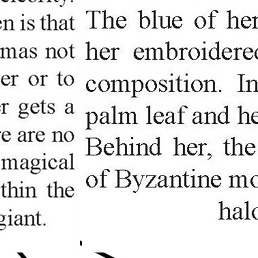 en is that
mas not
er or to
er gets a
re are no
magical
thin the
giant.
The blue of her
her embroidered
composition. In
palm leaf and he
Behind her, the
of Byzantine mo
halo